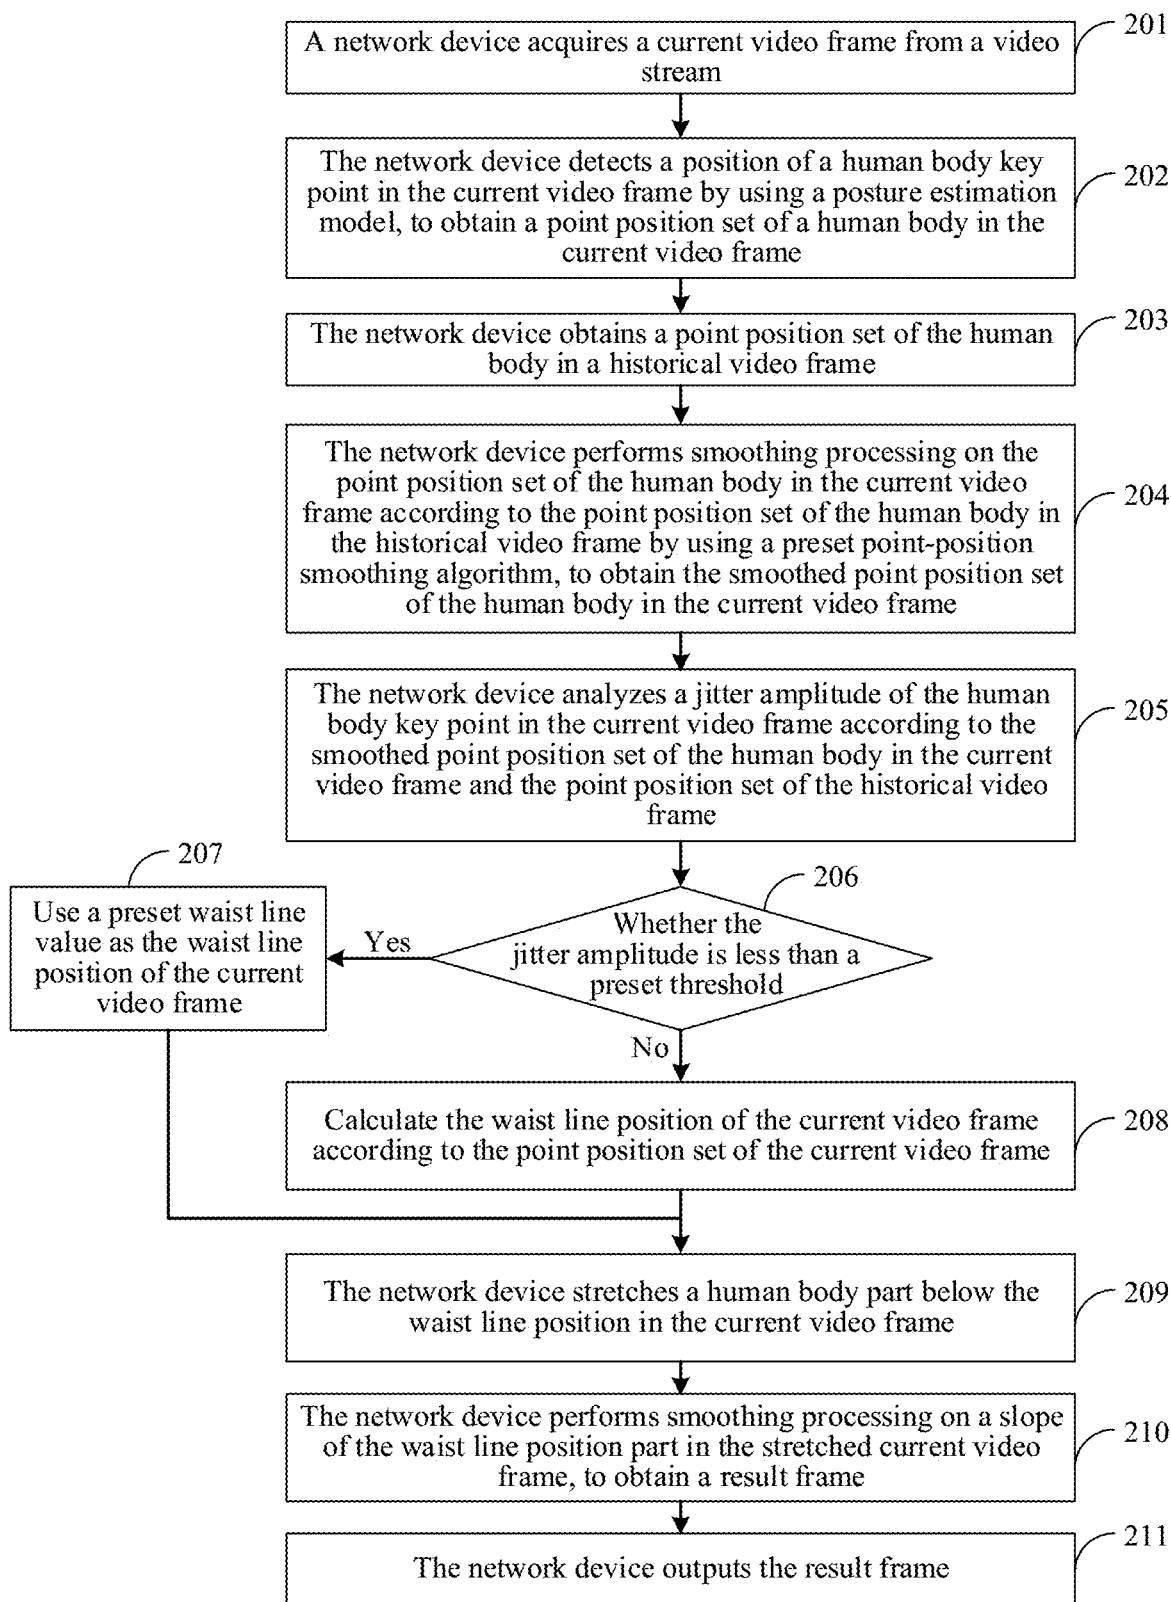 A network device acquires a current video frame from a video
stream
201
The network device detects a position of a human body key
point in the current video frame by using a posture estimation
model, to obtain a point position set of a human body in the
current video frame
202
The network device obtains a point position set of the human
body in a historical video frame
203
The network device performs smoothing processing on the
point position set of the human body in the current video
frame according to the point position set of the human body in
the historical video frame by using a preset point-position
smoothing algorithm, to obtain the smoothed point position set
of the human body in the current video frame
204
The network device analyzes a jitter amplitude of the human
body key point in the current video frame according to the
smoothed point position set of the human body in the current
video frame and the point position set of the historical video
frame
205
206
Whether the
jitter amplitude is less than a
preset threshold
Yes
207
Use a preset waist line
value as the waist line
position of the current
video frame
No
Calculate the waist line position of the current video frame
according to the point position set of the current video frame
208
The network device stretches a human body part below the
waist line position in the current video frame
209
The network device performs smoothing processing on a slope
of the waist line position part in the stretched current video
frame, to obtain a result frame
210
The network device outputs the result frame
211